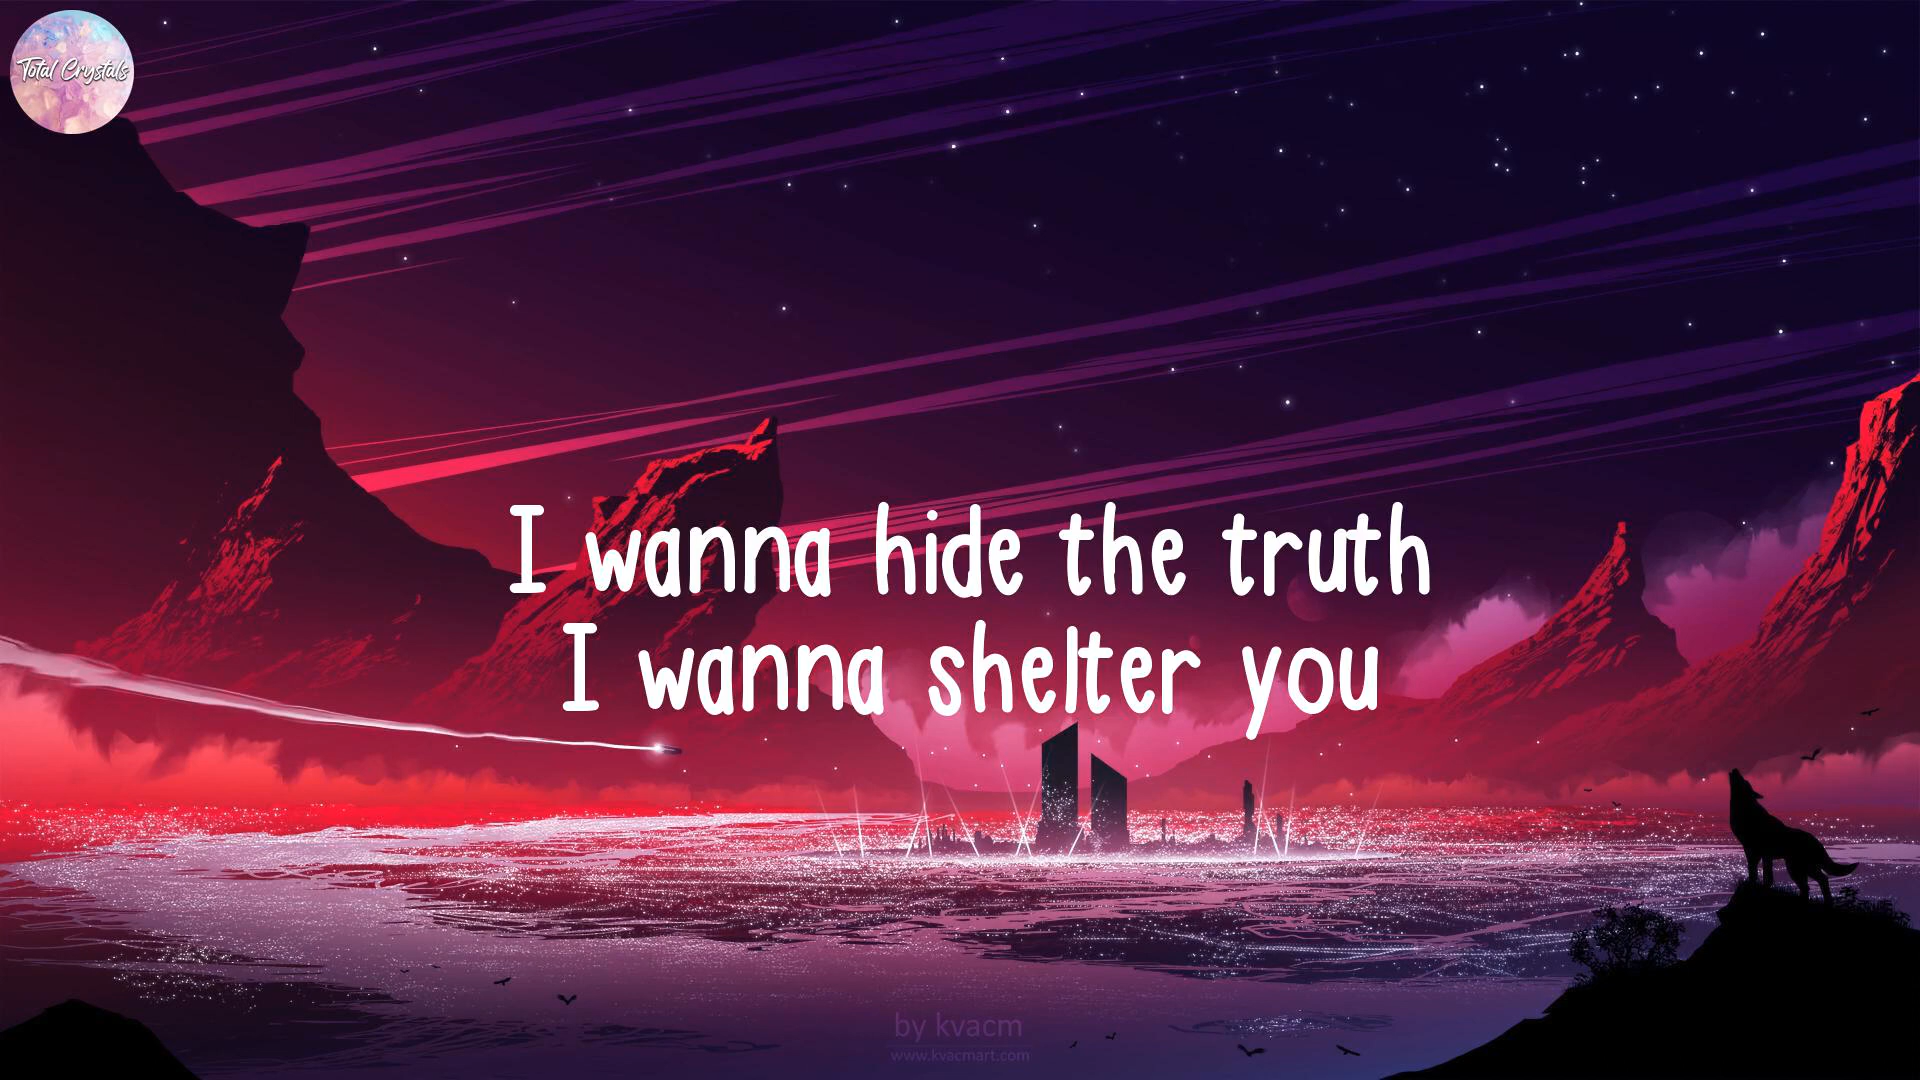 Total Crystals
I wanna hide the truth
I wanna shelter you
by kvacm
www.kvacmart.com